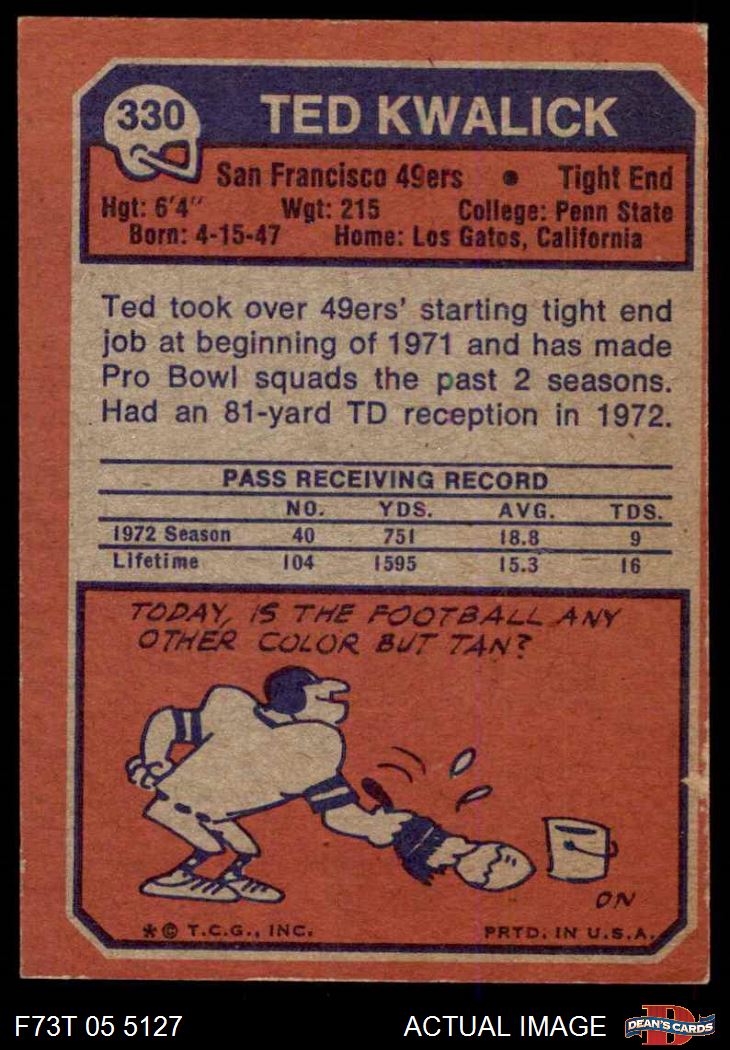 330
TED KWALICK
San Francisco 49ers • Tight End
Hgt: 6'4" Wgt: 215 College: Penn State
Born: 4-15-47 Home: Los Gatos, California
Ted took over 49ers' starting tight end
job at beginning of 1971 and has made
Pro Bowl squads the past 2 seasons.
Had an 81-yard TD reception in 1972.
PASS RECEIVING RECORD
NO. YDS. AVG. TDS.
1972 Season 40 751 18.8 9
Lifetime 104 1595 15.3 16
TODAY, IS THE FOOTBALL ANY
OTHER COLOR BUT TAN?
ON
* © T.C.G., INC. PRTD. IN U.S.A.
F73T 05 5127 ACTUAL IMAGE D DEAN'S CARDS